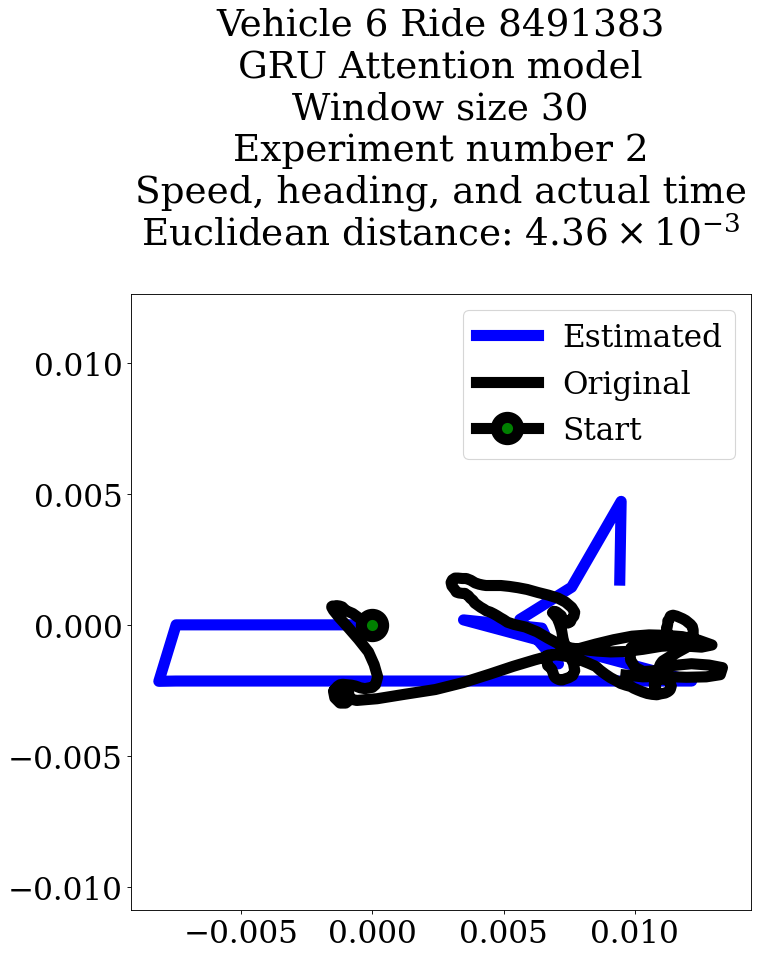 Vehicle 6 Ride 8491383
GRU Attention model
Window size 30
Experiment number 2
Speed, heading, and actual time
Euclidean distance: 4.36 × 10⁻³
Estimated
Original
Start
0.010
0.005
0.000
−0.005
−0.010
−0.005 0.000 0.005 0.010